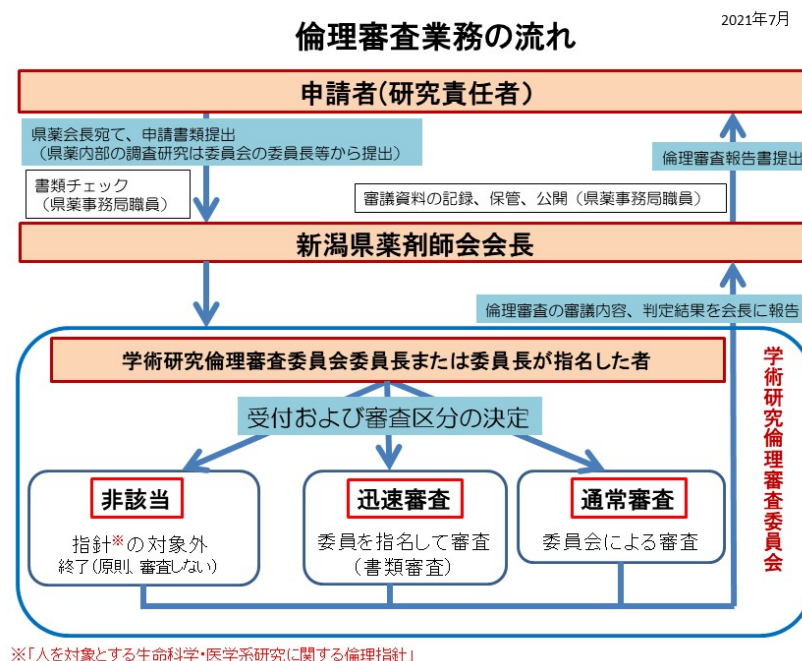 2021年7月
倫理審査業務の流れ
申請者(研究責任者)
県薬会長宛て、申請書類提出
(県薬内部の調査研究は委員会の委員長等から提出)
倫理審査報告書提出
書類チェック
(県薬事務局職員)
審議資料の記録、保管、公開(県薬事務局職員)
新潟県薬剤師会会長
倫理審査の審議内容、判定結果を会長に報告
学術研究倫理審査委員会委員長または委員長が指名した者
学術研究倫理審査委員会
受付および審査区分の決定
非該当
指針※の対象外
終了(原則、審査しない)
迅速審査
委員を指名して審査
(書類審査)
通常審査
委員会による審査
※「人を対象とする生命科学・医学系研究に関する倫理指針」